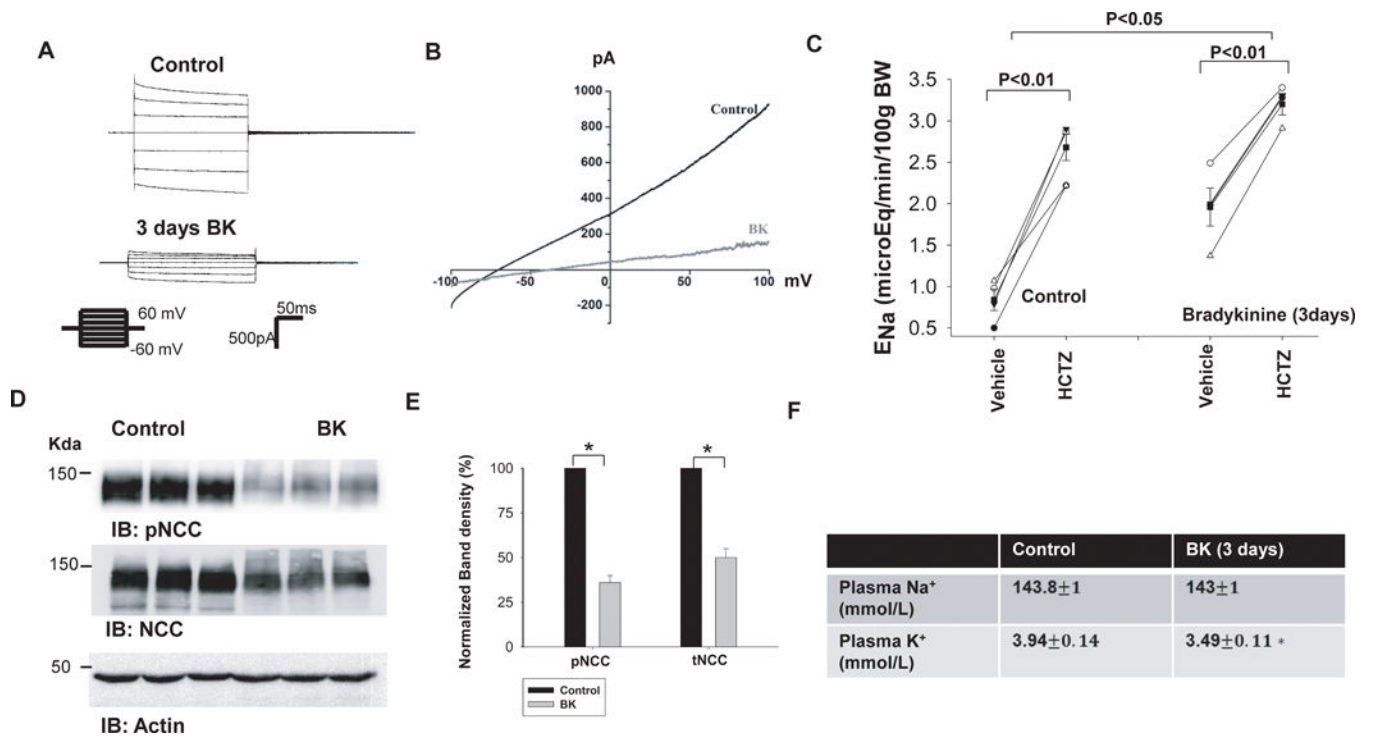 A
Control
3 days BK
60 mV
-60 mV
50ms
500pA
B
pA
1000
800
600
400
200
-200
-100
-50
0
50
100
mV
Control
BK
C
P<0.05
P<0.01
P<0.01
ENa (microEq/min/100g BW
3.5
3.0
2.5
2.0
1.5
1.0
0.5
Control
Bradykinine (3days)
Vehicle
HCTZ
Vehicle
HCTZ
D
Control BK
Kda
150
IB: pNCC
150
IB: NCC
50
IB: Actin
E
Normalized Band density (%)
100
75
50
25
0
*
*
pNCC tNCC
Control
BK
F
Control BK (3 days)
Plasma Na⁺ 143.8±1 143±1
(mmol/L)
Plasma K⁺ 3.94±0.14 3.49±0.11 *
(mmol/L)